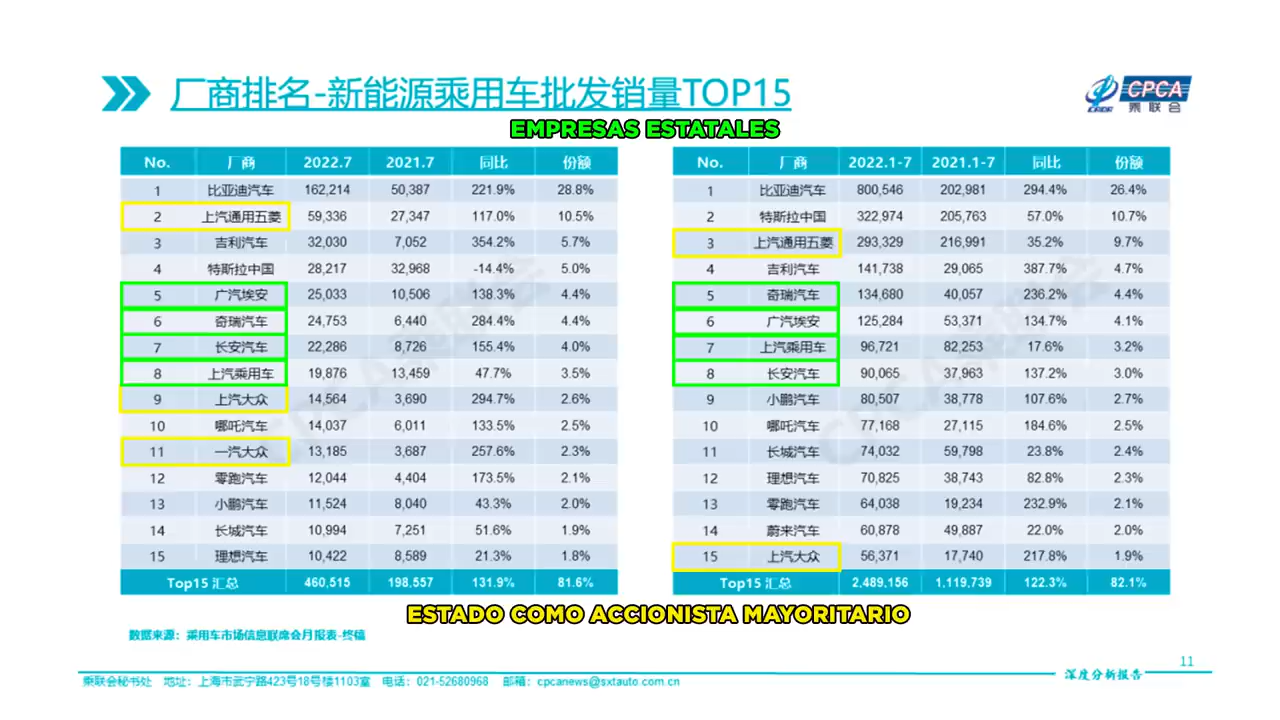 厂商排名-新能源乘用车批发销量TOP15
CPCA
CPCA
乘联会
EMPRESAS ESTATALES
No. 厂商 2022.7 2021.7 同比 份额
1 比亚迪汽车 162,214 50,387 221.9% 28.8%
2 上汽通用五菱 59,336 27,347 117.0% 10.5%
3 吉利汽车 32,030 7,052 354.2% 5.7%
4 特斯拉中国 28,217 32,968 -14.4% 5.0%
5 广汽埃安 25,033 10,506 138.3% 4.4%
6 奇瑞汽车 24,753 6,440 284.4% 4.4%
7 长安汽车 22,286 8,726 155.4% 4.0%
8 上汽乘用车 19,876 13,459 47.7% 3.5%
9 上汽大众 14,564 3,690 294.7% 2.6%
10 哪吒汽车 14,037 6,011 133.5% 2.5%
11 一汽大众 13,185 3,687 257.6% 2.3%
12 零跑汽车 12,044 4,404 173.5% 2.1%
13 小鹏汽车 11,524 8,040 43.3% 2.0%
14 长城汽车 10,994 7,251 51.6% 1.9%
15 理想汽车 10,422 8,589 21.3% 1.8%
Top15 汇总 460,515 198,557 131.9% 81.6%
No. 厂商 2022.1-7 2021.1-7 同比 份额
1 比亚迪汽车 800,546 202,981 294.4% 26.4%
2 特斯拉中国 322,974 205,763 57.0% 10.7%
3 上汽通用五菱 293,329 216,991 35.2% 9.7%
4 吉利汽车 141,738 29,065 387.7% 4.7%
5 奇瑞汽车 134,680 40,057 236.2% 4.4%
6 广汽埃安 125,284 53,371 134.7% 4.1%
7 上汽乘用车 96,721 82,253 17.6% 3.2%
8 长安汽车 90,065 37,963 137.2% 3.0%
9 小鹏汽车 80,507 38,778 107.6% 2.7%
10 哪吒汽车 77,168 27,115 184.6% 2.5%
11 长城汽车 74,032 59,798 23.8% 2.4%
12 理想汽车 70,825 38,743 82.8% 2.3%
13 零跑汽车 64,038 19,234 232.9% 2.1%
14 蔚来汽车 60,878 49,887 22.0% 2.0%
15 上汽大众 56,371 17,740 217.8% 1.9%
Top15 汇总 2,489,156 1,119,739 122.3% 82.1%
ESTADO COMO ACCIONISTA MAYORITARIO
数据来源：乘用车市场信息联席会月报表-终稿
11
乘联会秘书处 地址：上海市武宁路423号18号楼1103室 电话：021-52680968 邮箱：cpcanews@sxtauto.com.cn
深度分析报告